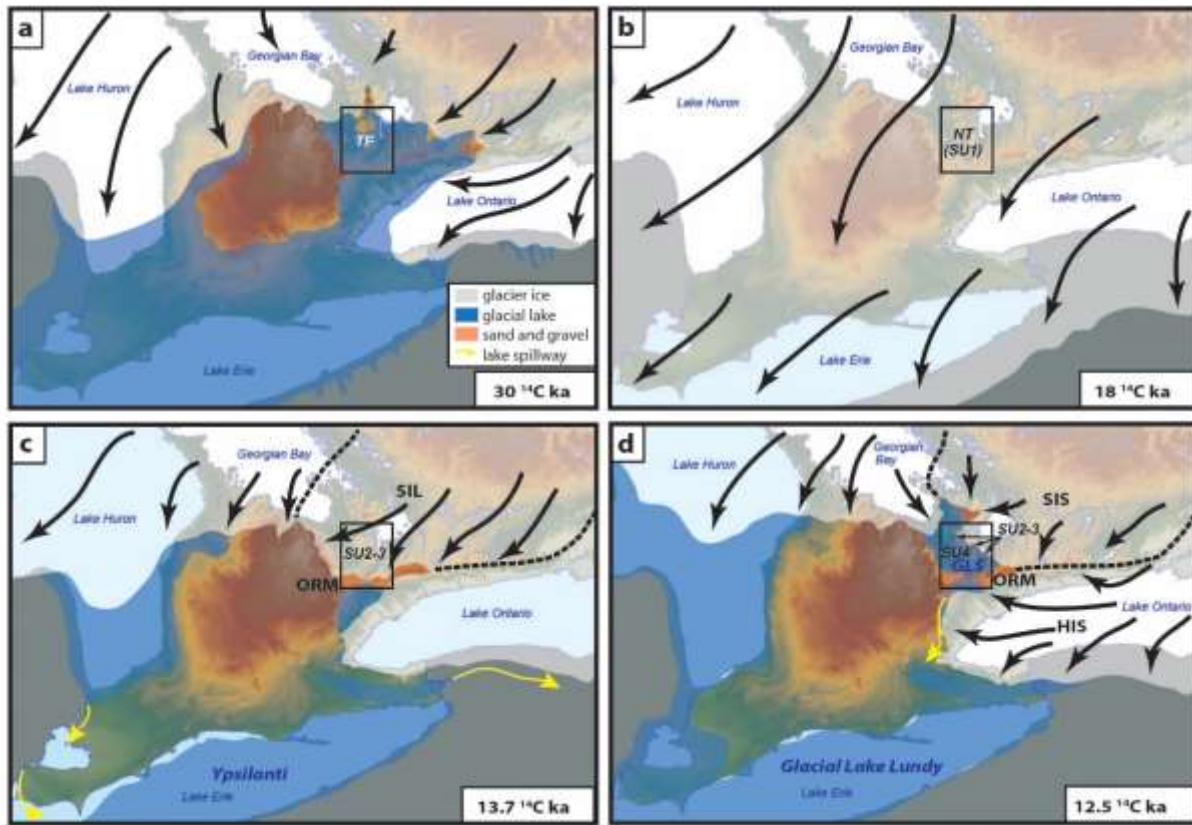 a
Georgian Bay
Lake Huron
TF
Lake Ontario
glacier ice
glacial lake
sand and gravel
lake spillway
Lake Erie
30 ¹⁴C ka
b
Georgian Bay
Lake Huron
NT
(SU1)
Lake Ontario
Lake Erie
18 ¹⁴C ka
c
Georgian Bay
Lake Huron
SIL
SU2-3
ORM
Lake Ontario
Ypsilanti
Lake Erie
13.7 ¹⁴C ka
d
Georgian
Bay
Lake Huron
SIS
SU2-3
SU4
GLS
ORM
Lake Ontario
HIS
Glacial Lake Lundy
Lake Erie
12.5 ¹⁴C ka